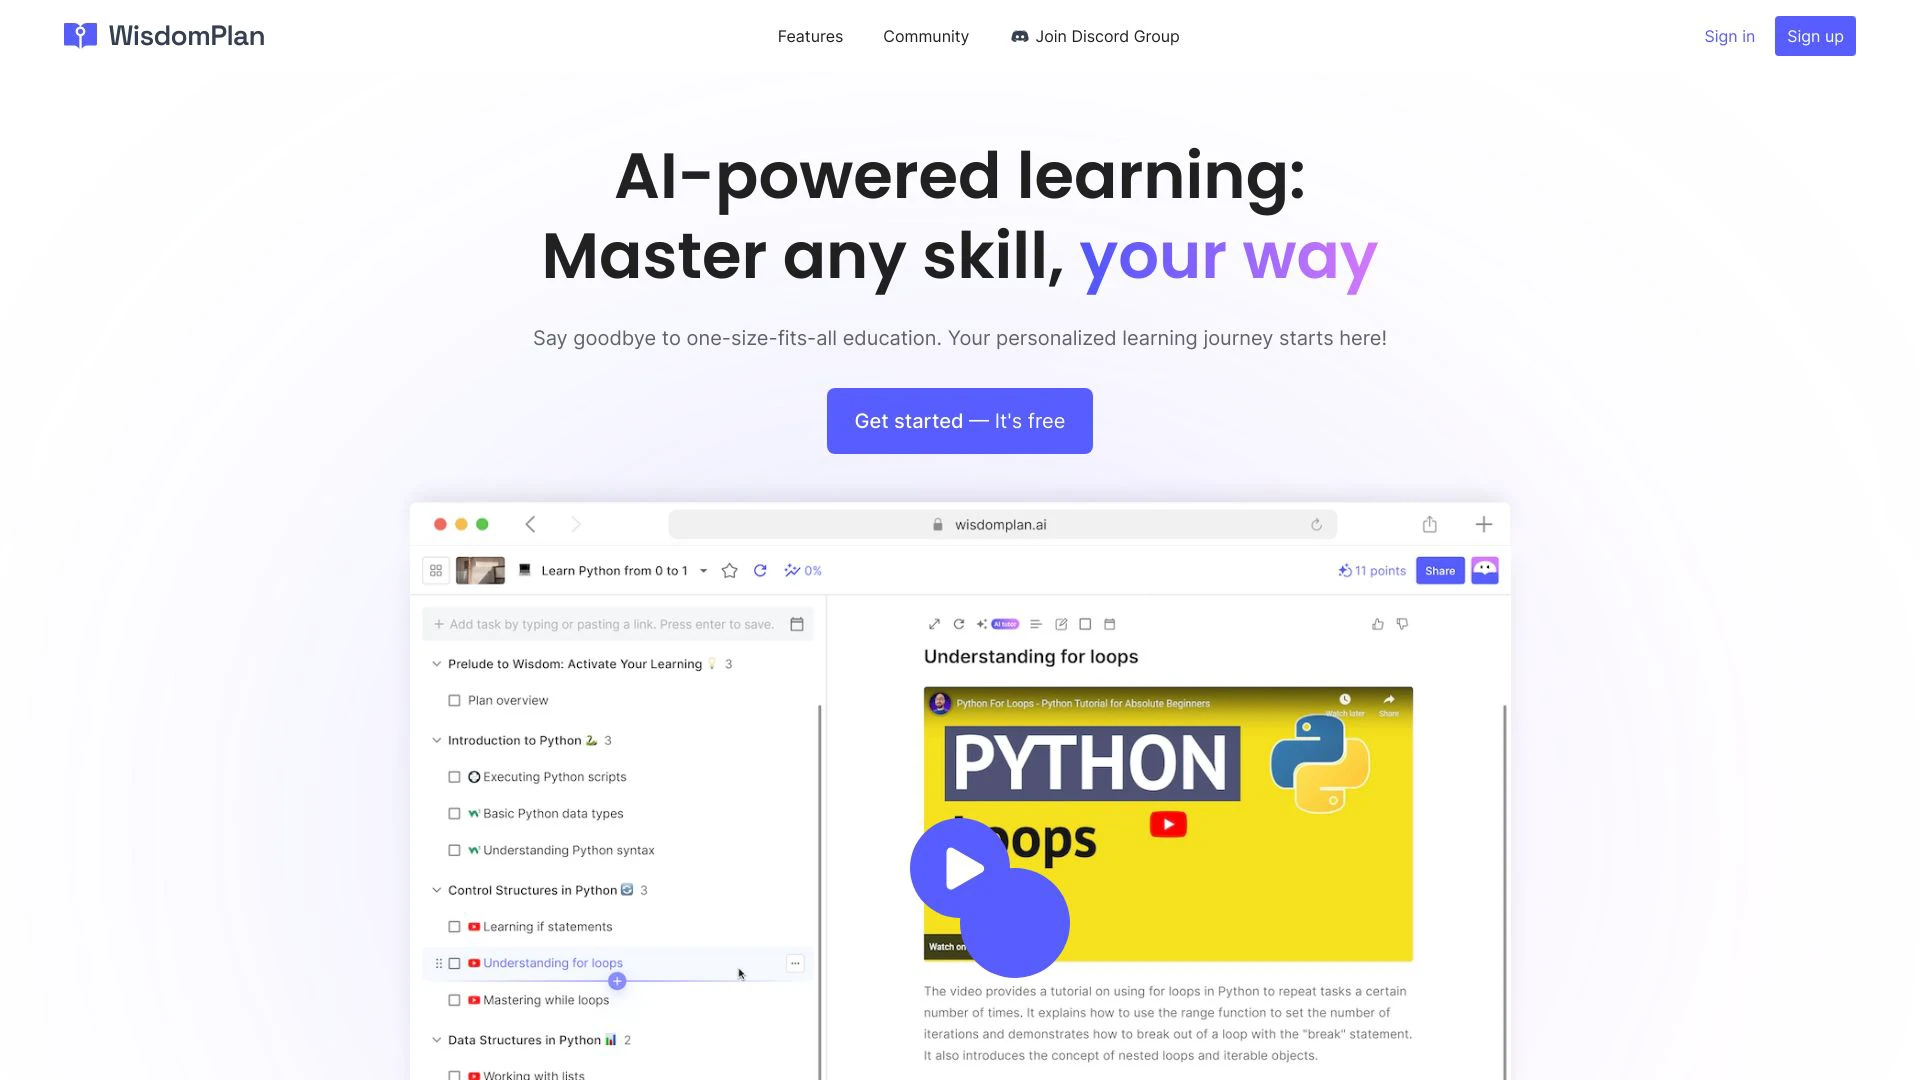 WisdomPlan
Features
Community
Join Discord Group
Sign in
Sign up
AI-powered learning:
Master any skill, your way
Say goodbye to one-size-fits-all education. Your personalized learning journey starts here!
Get started — It's free
wisdomplan.ai
Learn Python from 0 to 1
0%
11 points
Share
+ Add task by typing or pasting a link. Press enter to save.
Prelude to Wisdom: Activate Your Learning 💡 3
Plan overview
Introduction to Python 🐍 3
Executing Python scripts
Basic Python data types
Understanding Python syntax
Control Structures in Python 🔄 3
Learning if statements
Understanding for loops
Mastering while loops
Data Structures in Python 📊 2
Working with lists
AI tutor
Understanding for loops
Python For Loops - Python Tutorial for Absolute Beginners
Watch later
Share
PYTHON
oops
Watch on
The video provides a tutorial on using for loops in Python to repeat tasks a certain
number of times. It explains how to use the range function to set the number of
iterations and demonstrates how to break out of a loop with the "break" statement.
It also introduces the concept of nested loops and iterable objects.